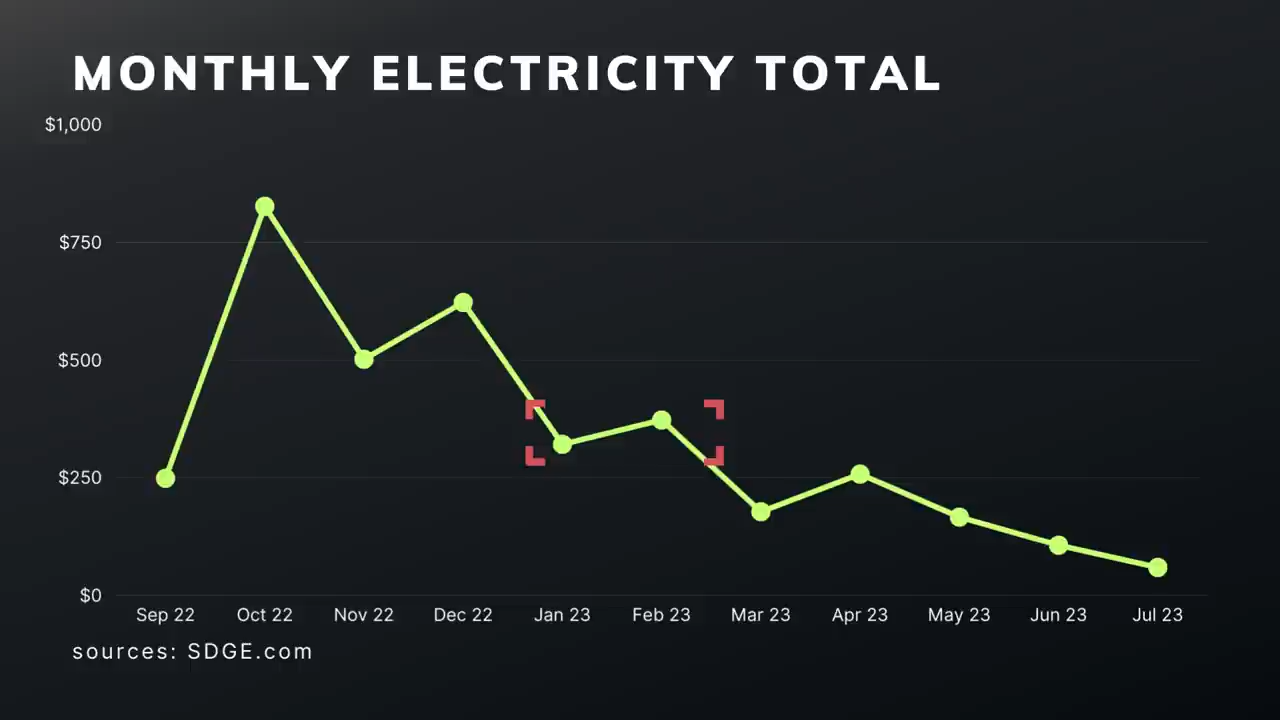 MONTHLY ELECTRICITY TOTAL
$1,000
$750
$500
$250
$0
Sep 22 Oct 22 Nov 22 Dec 22 Jan 23 Feb 23 Mar 23 Apr 23 May 23 Jun 23 Jul 23
sources: SDGE.com